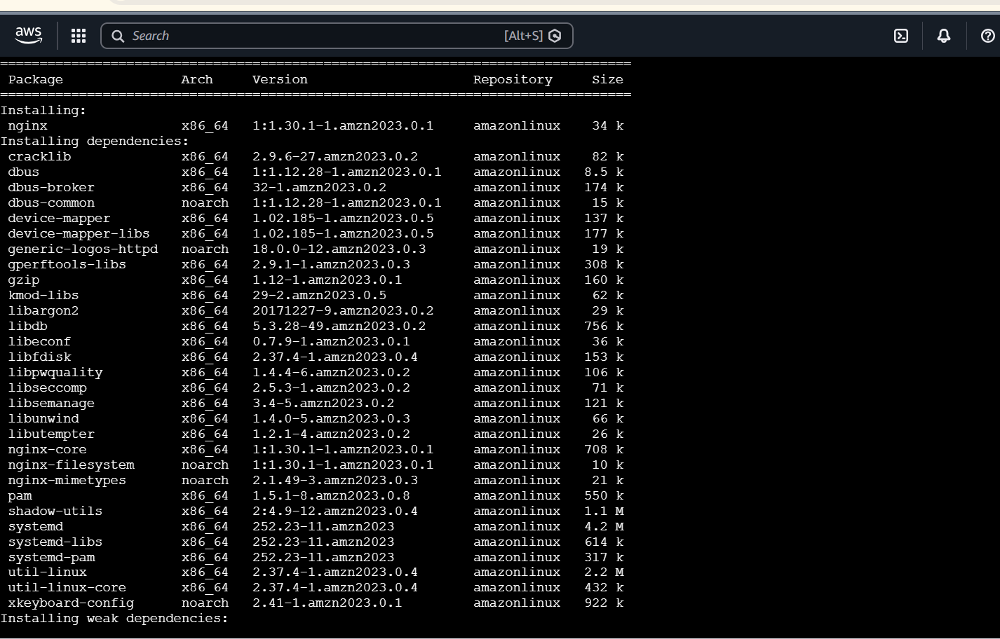 aws
Search [Alt+S]
================================================================================
 Package               Arch     Version                     Repository     Size
================================================================================
Installing:
 nginx                 x86_64   1:1.30.1-1.amzn2023.0.1     amazonlinux    34 k
Installing dependencies:
 cracklib              x86_64   2.9.6-27.amzn2023.0.2       amazonlinux    82 k
 dbus                  x86_64   1:1.12.28-1.amzn2023.0.1    amazonlinux   8.5 k
 dbus-broker           x86_64   32-1.amzn2023.0.2           amazonlinux   174 k
 dbus-common           noarch   1:1.12.28-1.amzn2023.0.1    amazonlinux    15 k
 device-mapper         x86_64   1.02.185-1.amzn2023.0.5     amazonlinux   137 k
 device-mapper-libs    x86_64   1.02.185-1.amzn2023.0.5     amazonlinux   177 k
 generic-logos-httpd   noarch   18.0.0-12.amzn2023.0.3      amazonlinux    19 k
 gperftools-libs       x86_64   2.9.1-1.amzn2023.0.3        amazonlinux   308 k
 gzip                  x86_64   1.12-1.amzn2023.0.1         amazonlinux   160 k
 kmod-libs             x86_64   29-2.amzn2023.0.5           amazonlinux    62 k
 libargon2             x86_64   20171227-9.amzn2023.0.2     amazonlinux    29 k
 libdb                 x86_64   5.3.28-49.amzn2023.0.2      amazonlinux   756 k
 libeconf              x86_64   0.7.9-1.amzn2023.0.1        amazonlinux    36 k
 libfdisk              x86_64   2.37.4-1.amzn2023.0.4       amazonlinux   153 k
 libpwquality          x86_64   1.4.4-6.amzn2023.0.2        amazonlinux   106 k
 libseccomp            x86_64   2.5.3-1.amzn2023.0.2        amazonlinux    71 k
 libsemanage           x86_64   3.4-5.amzn2023.0.2          amazonlinux   121 k
 libunwind             x86_64   1.4.0-5.amzn2023.0.3        amazonlinux    66 k
 libutempter           x86_64   1.2.1-4.amzn2023.0.2        amazonlinux    26 k
 nginx-core            x86_64   1:1.30.1-1.amzn2023.0.1     amazonlinux   708 k
 nginx-filesystem      noarch   1:1.30.1-1.amzn2023.0.1     amazonlinux    10 k
 nginx-mimetypes       noarch   2.1.49-3.amzn2023.0.3       amazonlinux    21 k
 pam                   x86_64   1.5.1-8.amzn2023.0.8        amazonlinux   550 k
 shadow-utils          x86_64   2:4.9-12.amzn2023.0.4       amazonlinux   1.1 M
 systemd               x86_64   252.23-11.amzn2023          amazonlinux   4.2 M
 systemd-libs          x86_64   252.23-11.amzn2023          amazonlinux   614 k
 systemd-pam           x86_64   252.23-11.amzn2023          amazonlinux   317 k
 util-linux            x86_64   2.37.4-1.amzn2023.0.4       amazonlinux   2.2 M
 util-linux-core       x86_64   2.37.4-1.amzn2023.0.4       amazonlinux   432 k
 xkeyboard-config      noarch   2.41-1.amzn2023.0.1         amazonlinux   922 k
Installing weak dependencies: